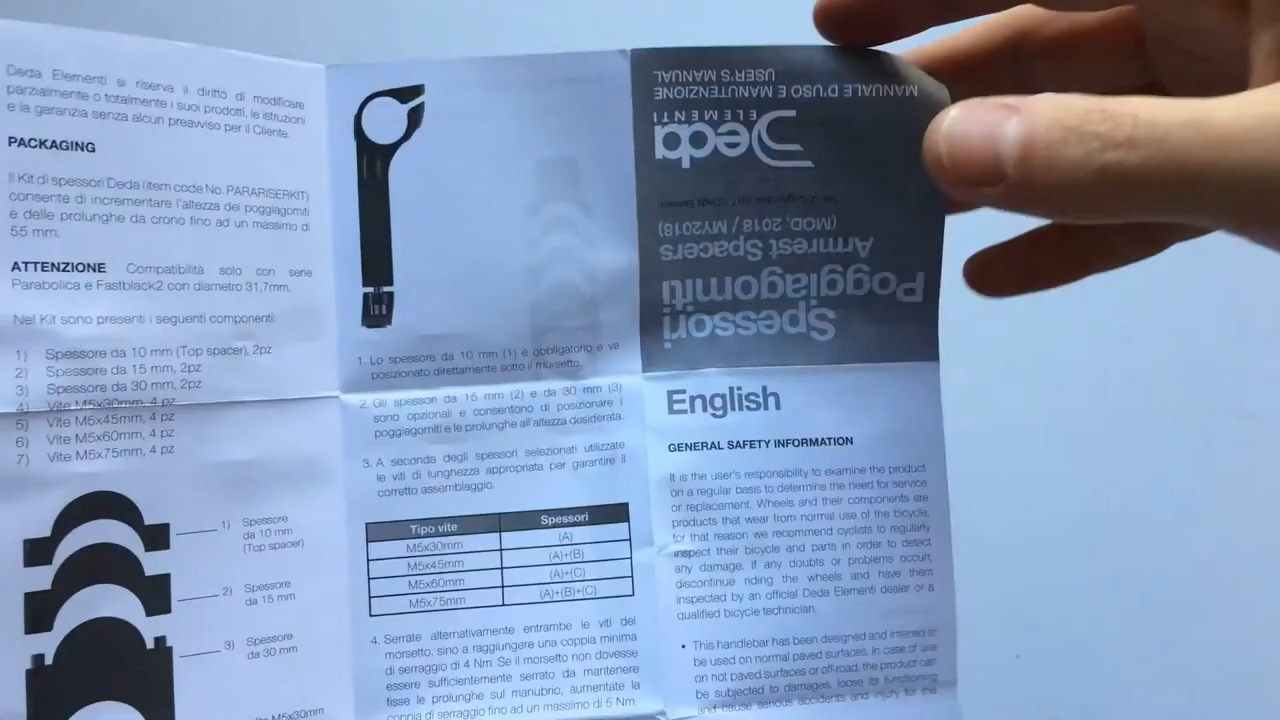 Deda Elementi si riserva il diritto di modificare
parzialmente o totalmente i suoi prodotti, le istruzioni
e la garanzia senza alcun preavviso per il Cliente.
PACKAGING
Il Kit di spessori Deda (item code No. PARARISERKIT)
consente di incrementare l'altezza dei poggiagomiti
e delle prolunghe da crono fino ad un massimo di
55 mm.
ATTENZIONE Compatibilità solo con serie
Parabolica e Fastblack2 con diametro 31,7mm.
Nel Kit sono presenti i seguenti componenti:
1) Spessore da 10 mm (Top spacer), 2pz
2) Spessore da 15 mm, 2pz
3) Spessore da 30 mm, 2pz
4) Vite M5x30mm, 4 pz
5) Vite M5x45mm, 4 pz
6) Vite M5x60mm, 4 pz
7) Vite M5x75mm, 4 pz
1) Spessore
da 10 mm
(Top spacer)
2) Spessore
da 15 mm
3) Spessore
da 30 mm
M5x30mm
1. Lo spessore da 10 mm (1) è obbligatorio e va
posizionato direttamente sotto il mursetto.
2. Gli spessori da 15 mm (2) e da 30 mm (3)
sono opzionali e consentono di posizionare i
poggiagomiti e le prolunghe all'altezza desiderata.
3. A seconda degli spessori selezionati utilizzate
le viti di lunghezza appropriata per garantire il
corretto assemblaggio.
Tipo vite Spessori
M5x30mm (A)
M5x45mm (A)+(B)
M5x60mm (A)+(C)
M5x75mm (A)+(B)+(C)
4. Serrate alternativamente entrambe le viti del
morsetto, sino a raggiungere una coppia minima
di serraggio di 4 Nm. Se il morsetto non dovesse
essere sufficientemente serrato da mantenere
fisse le prolunghe sul manubrio, aumentate la
coppia di serraggio fino ad un massimo di 5 Nm.
Spessori
Poggiagomiti
Armrest Spacers
(MOD. 2018 / MY2018)
Deda
ELEMENTI
MANUALE D'USO E MANUTENZIONE
USER'S MANUAL
English
GENERAL SAFETY INFORMATION
It is the user's responsibility to examine the product
on a regular basis to determine the need for service
or replacement. Wheels and their components are
products that wear from normal use of the bicycle,
for that reason we recommend cyclists to regularly
inspect their bicycle and parts in order to detect
any damage. If any doubts or problems occurr,
discontinue riding the wheels and have them
inspected by an official Deda Elementi dealer or a
qualified bicycle technician.
• This handlebar has been designed and intended to
be used on normal paved surfaces. In case of use
on not paved surfaces or off-road, the product can
be subjected to damages, loose its functioning
and cause serious accidents and injury for the